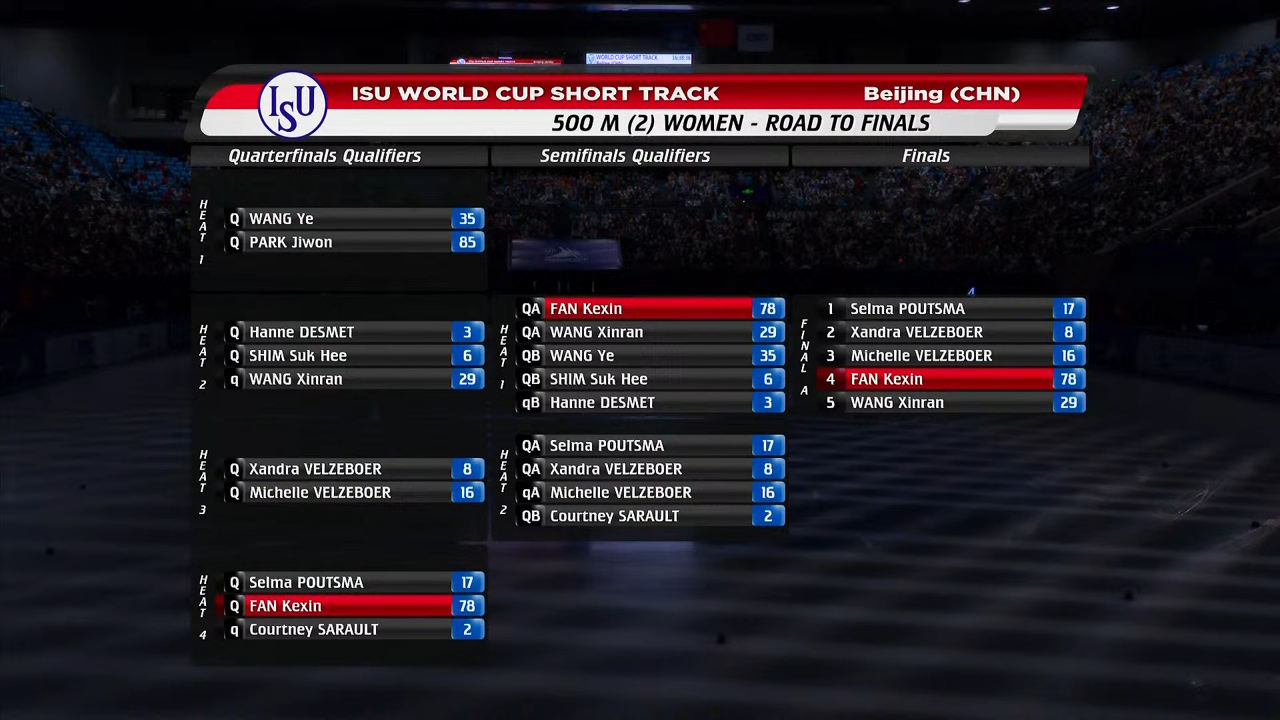 WORLD CUP SHORT TRACK
ISU
ISU WORLD CUP SHORT TRACK Beijing (CHN)
500 M (2) WOMEN - ROAD TO FINALS
Quarterfinals Qualifiers Semifinals Qualifiers Finals
HEAT 1
Q WANG Ye 35
Q PARK Jiwon 85
HEAT 2
Q Hanne DESMET 3
Q SHIM Suk Hee 6
q WANG Xinran 29
HEAT 3
Q Xandra VELZEBOER 8
Q Michelle VELZEBOER 16
HEAT 4
Q Selma POUTSMA 17
Q FAN Kexin 78
q Courtney SARAULT 2
HEAT 1
QA FAN Kexin 78
QA WANG Xinran 29
QB WANG Ye 35
QB SHIM Suk Hee 6
qB Hanne DESMET 3
HEAT 2
QA Selma POUTSMA 17
QA Xandra VELZEBOER 8
qA Michelle VELZEBOER 16
QB Courtney SARAULT 2
FINAL A
1 Selma POUTSMA 17
2 Xandra VELZEBOER 8
3 Michelle VELZEBOER 16
4 FAN Kexin 78
5 WANG Xinran 29